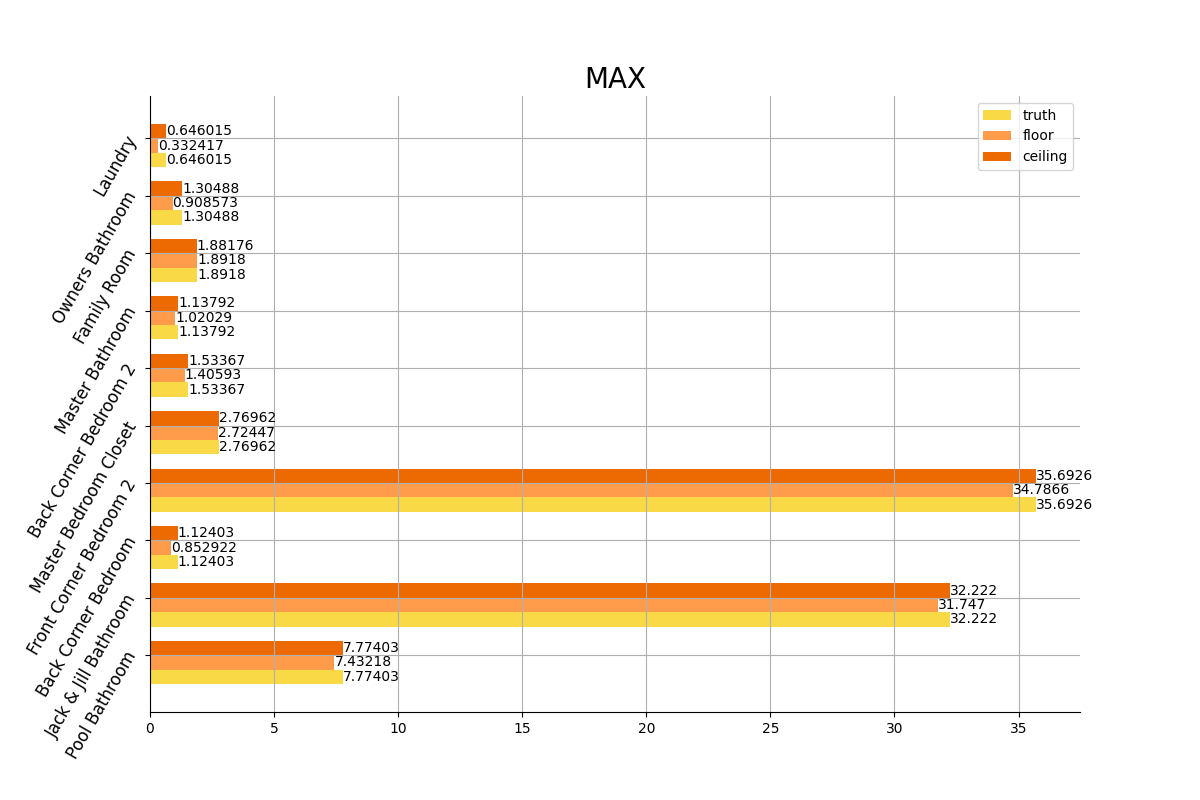 MAX
truth
floor
ceiling
Laundry
0.646015
0.332417
0.646015
Owners Bathroom
1.30488
0.908573
1.30488
Family Room
1.88176
1.8918
1.8918
Master Bathroom
1.13792
1.02029
1.13792
Back Corner Bedroom 2
1.53367
1.40593
1.53367
Master Bedroom Closet
2.76962
2.72447
2.76962
Front Corner Bedroom 2
35.6926
34.7866
35.6926
Back Corner Bedroom
1.12403
0.852922
1.12403
Jack & Jill Bathroom
32.222
31.747
32.222
Pool Bathroom
7.77403
7.43218
7.77403
0 5 10 15 20 25 30 35